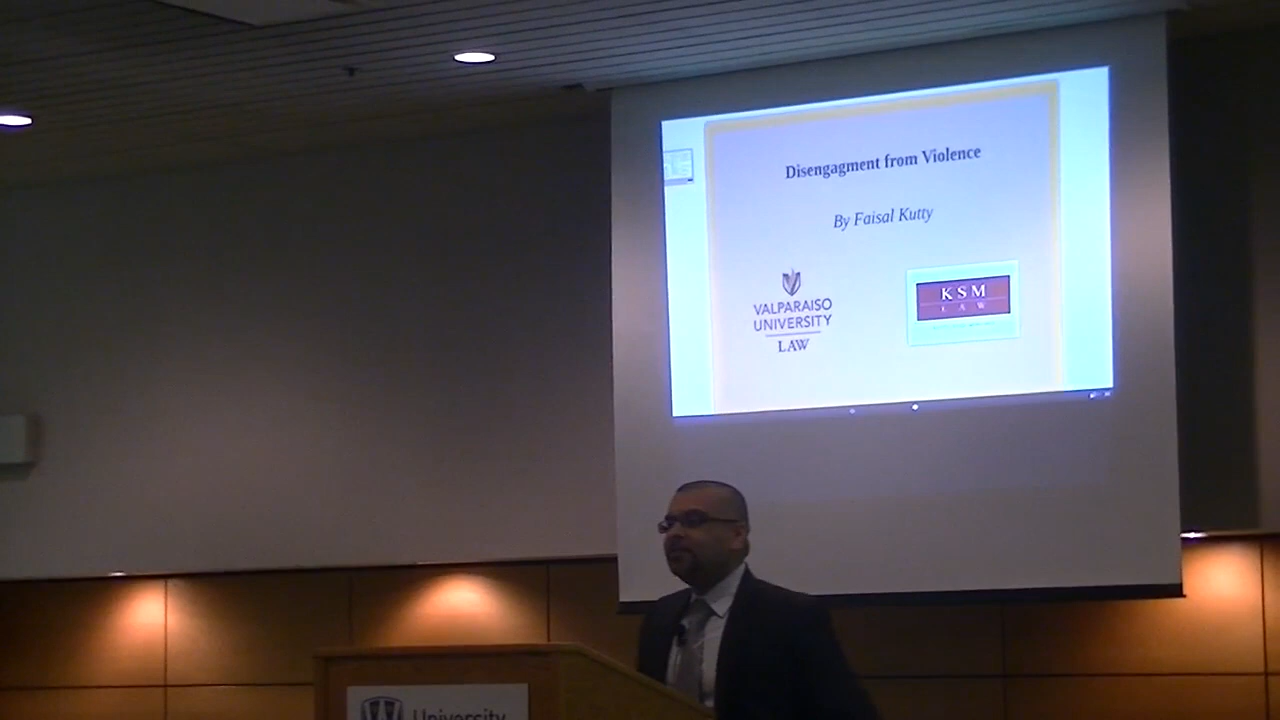 Disengagment from Violence
By Faisal Kutty
VALPARAISO
UNIVERSITY
LAW
KSM
LAW
University